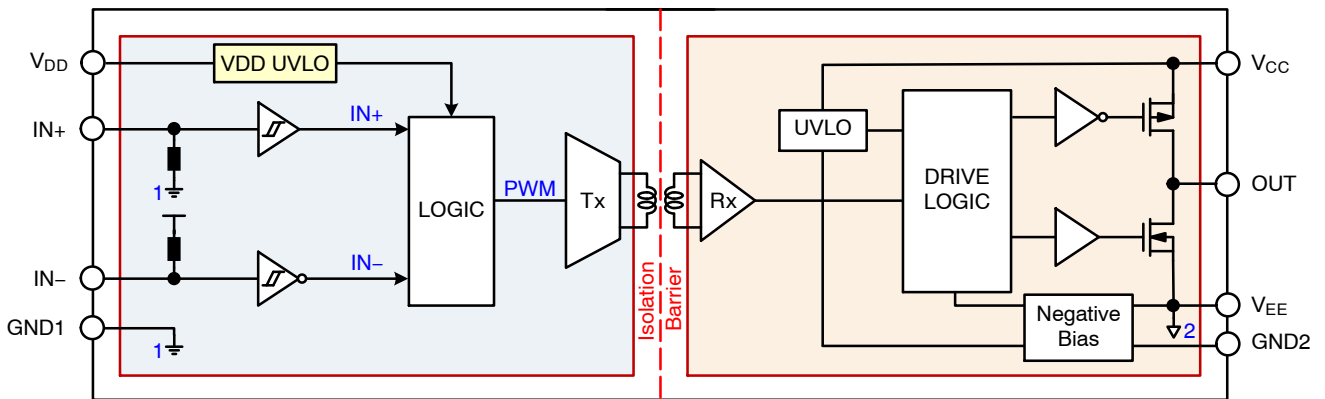 VDD
VDD UVLO
VCC
IN+
IN+
UVLO
1
PWM
Tx
Rx
DRIVE
LOGIC
OUT
LOGIC
IN−
IN−
Isolation
Barrier
Negative
Bias
VEE
GND1
1
2
GND2